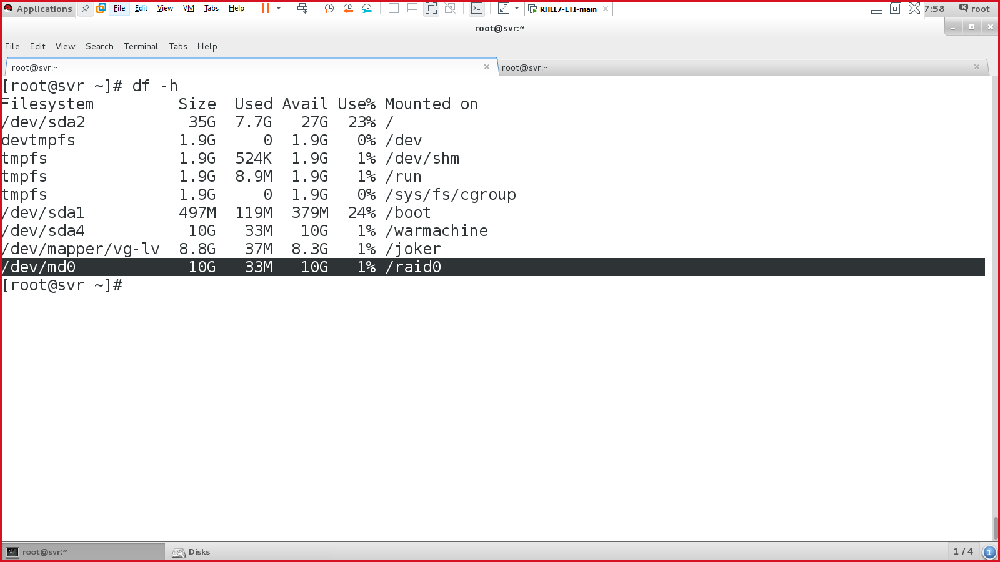 Applications File Edit View VM Tabs Help RHEL7-LTI-main 7:58 root
root@svr:~
File Edit View Search Terminal Tabs Help
root@svr:~ root@svr:~
[root@svr ~]# df -h
Filesystem Size Used Avail Use% Mounted on
/dev/sda2 35G 7.7G 27G 23% /
devtmpfs 1.9G 0 1.9G 0% /dev
tmpfs 1.9G 524K 1.9G 1% /dev/shm
tmpfs 1.9G 8.9M 1.9G 1% /run
tmpfs 1.9G 0 1.9G 0% /sys/fs/cgroup
/dev/sda1 497M 119M 379M 24% /boot
/dev/sda4 10G 33M 10G 1% /warmachine
/dev/mapper/vg-lv 8.8G 37M 8.3G 1% /joker
/dev/md0 10G 33M 10G 1% /raid0
[root@svr ~]#
root@svr:~ Disks 1 / 4 1